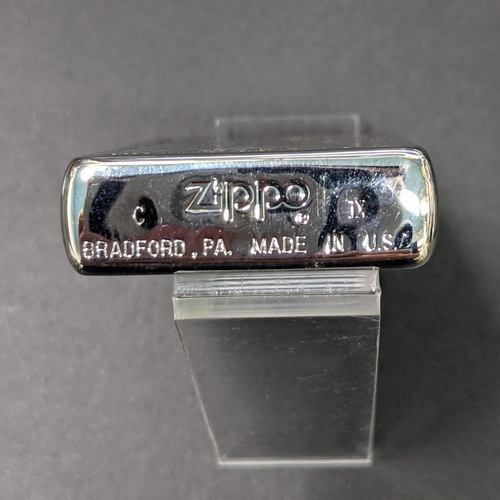 C Zippo ® IX
BRADFORD, PA. MADE IN U.S.A